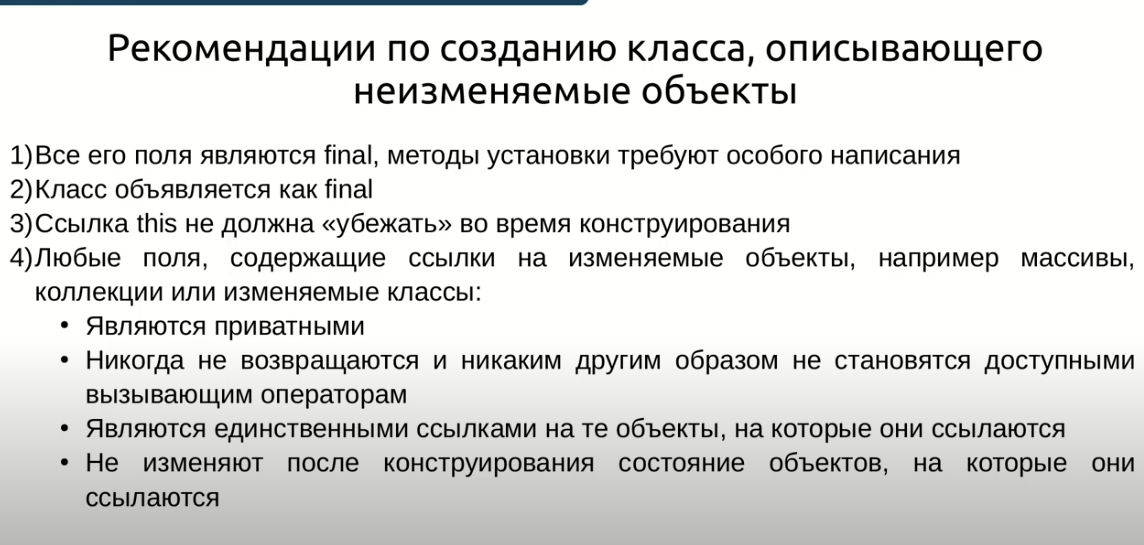 Рекомендации по созданию класса, описывающего
неизменяемые объекты
1)Все его поля являются final, методы установки требуют особого написания
2)Класс объявляется как final
3)Ссылка this не должна «убежать» во время конструирования
4)Любые поля, содержащие ссылки на изменяемые объекты, например массивы,
коллекции или изменяемые классы:
• Являются приватными
• Никогда не возвращаются и никаким другим образом не становятся доступными
вызывающим операторам
• Являются единственными ссылками на те объекты, на которые они ссылаются
• Не изменяют после конструирования состояние объектов, на которые они
ссылаются